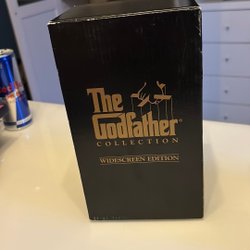 The
Godfather®
COLLECTION
WIDESCREEN EDITION